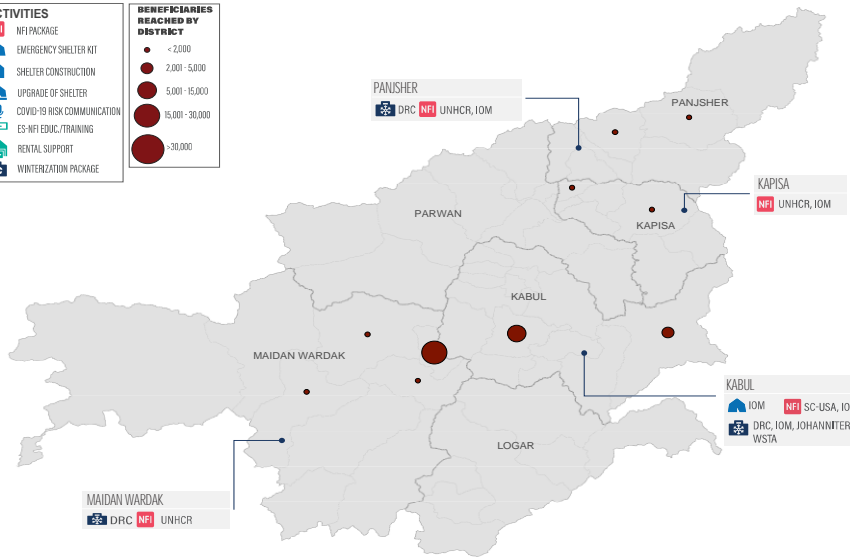 CTIVITIES
NFI PACKAGE
EMERGENCY SHELTER KIT
SHELTER CONSTRUCTION
UPGRADE OF SHELTER
COVID-19 RISK COMMUNICATION
ES-NFI EDUC./TRAINING
RENTAL SUPPORT
WINTERIZATION PACKAGE
BENEFICIARIES
REACHED BY
DISTRICT
< 2,000
2,001 - 5,000
5,001 - 15,000
15,001 - 30,000
>30,000
PANJSHER
DRC NFI UNHCR, IOM
PANJSHER
KAPISA
NFI UNHCR, IOM
PARWAN
KAPISA
KABUL
MAIDAN WARDAK
KABUL
IOM NFI SC-USA, IO
DRC, IOM, JOHANNITER
WSTA
LOGAR
MAIDAN WARDAK
DRC NFI UNHCR